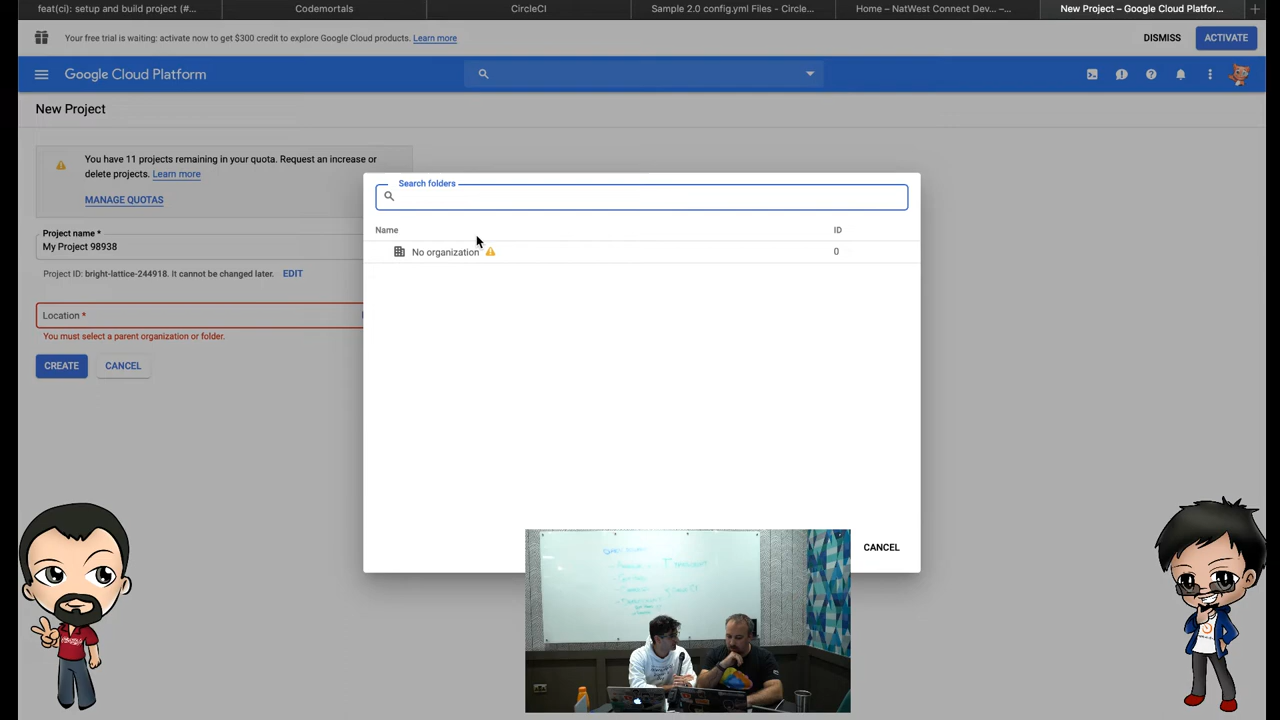 feat(ci): setup and build project (#...
Codemortals
CircleCI
Sample 2.0 config.yml Files - Circle...
Home – NatWest Connect Dev... –...
New Project – Google Cloud Platfor...
Your free trial is waiting: activate now to get $300 credit to explore Google Cloud products. Learn more
DISMISS
ACTIVATE
Google Cloud Platform
New Project
You have 11 projects remaining in your quota. Request an increase or
delete projects. Learn more
MANAGE QUOTAS
Project name *
My Project 98938
Project ID: bright-lattice-244918. It cannot be changed later. EDIT
Location *
You must select a parent organization or folder.
CREATE
CANCEL
Search folders
Name
ID
No organization
0
CANCEL